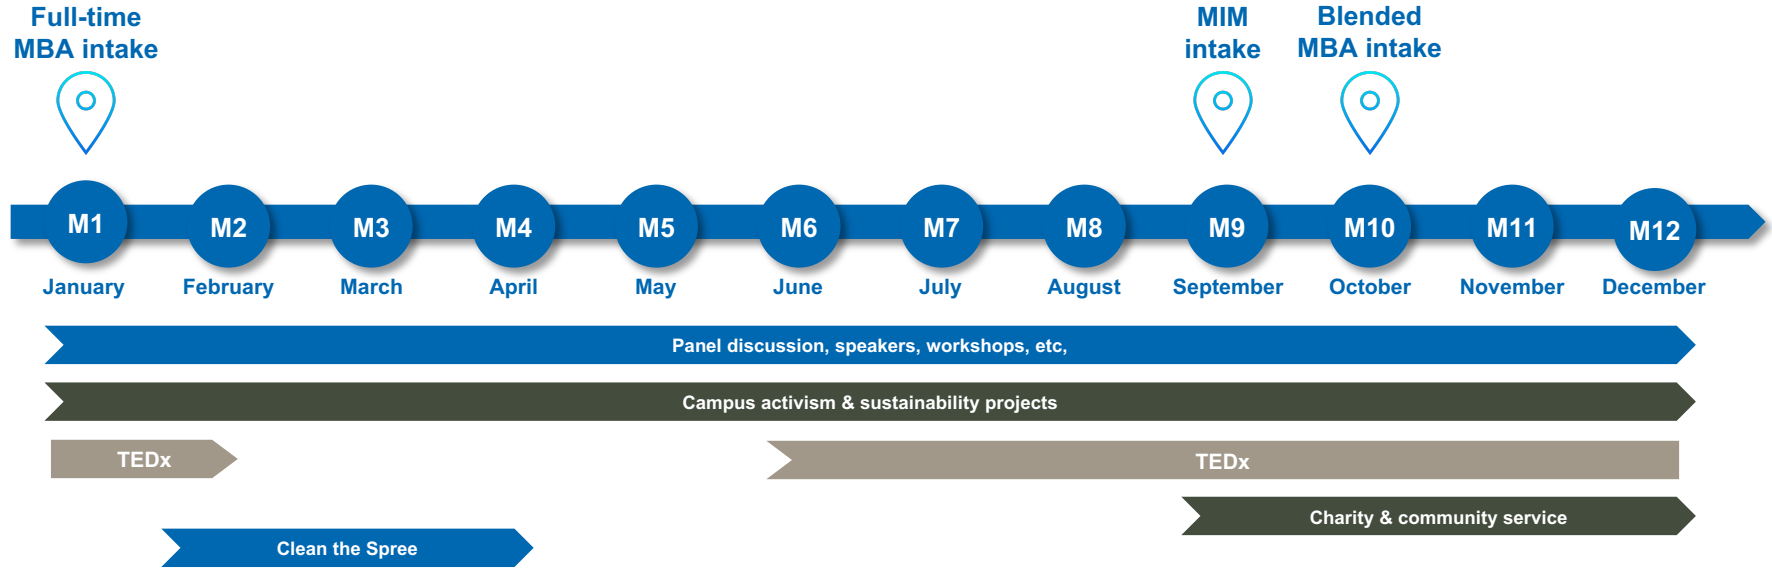 Full-time
MBA intake
MIM
intake
Blended
MBA intake
M1
M2
M3
M4
M5
M6
M7
M8
M9
M10
M11
M12
January
February
March
April
May
June
July
August
September
October
November
December
Panel discussion, speakers, workshops, etc,
Campus activism & sustainability projects
TEDx
TEDx
Charity & community service
Clean the Spree